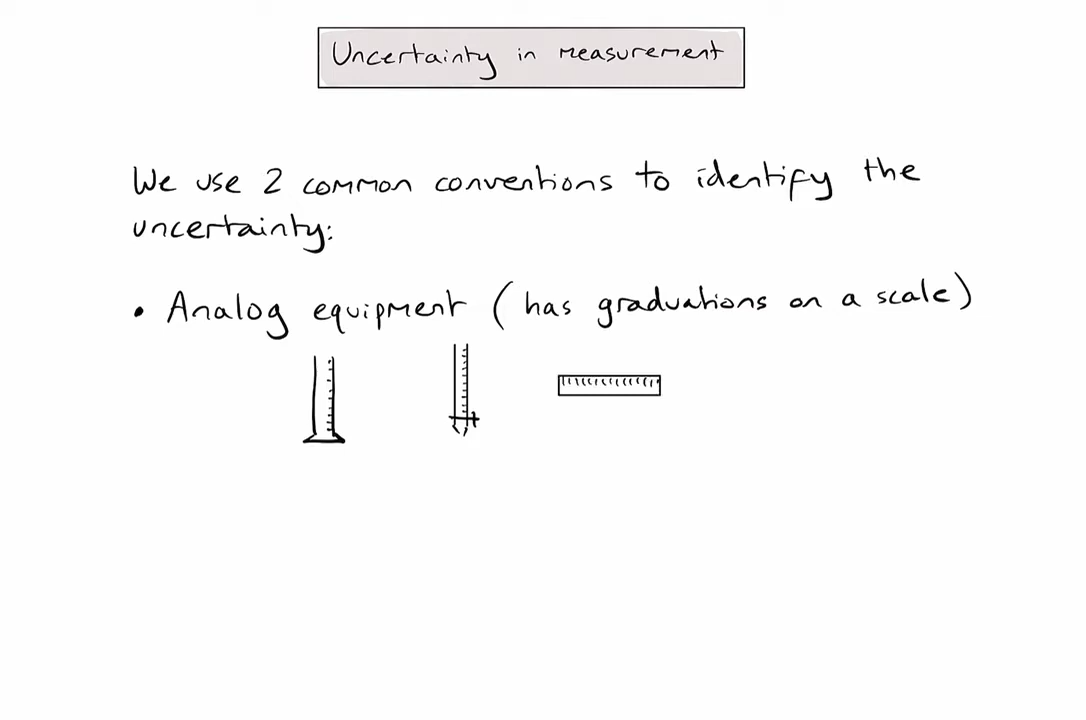 Uncertainty in measurement
We use 2 common conventions to identify the
uncertainty:
• Analog equipment (has graduations on a scale)